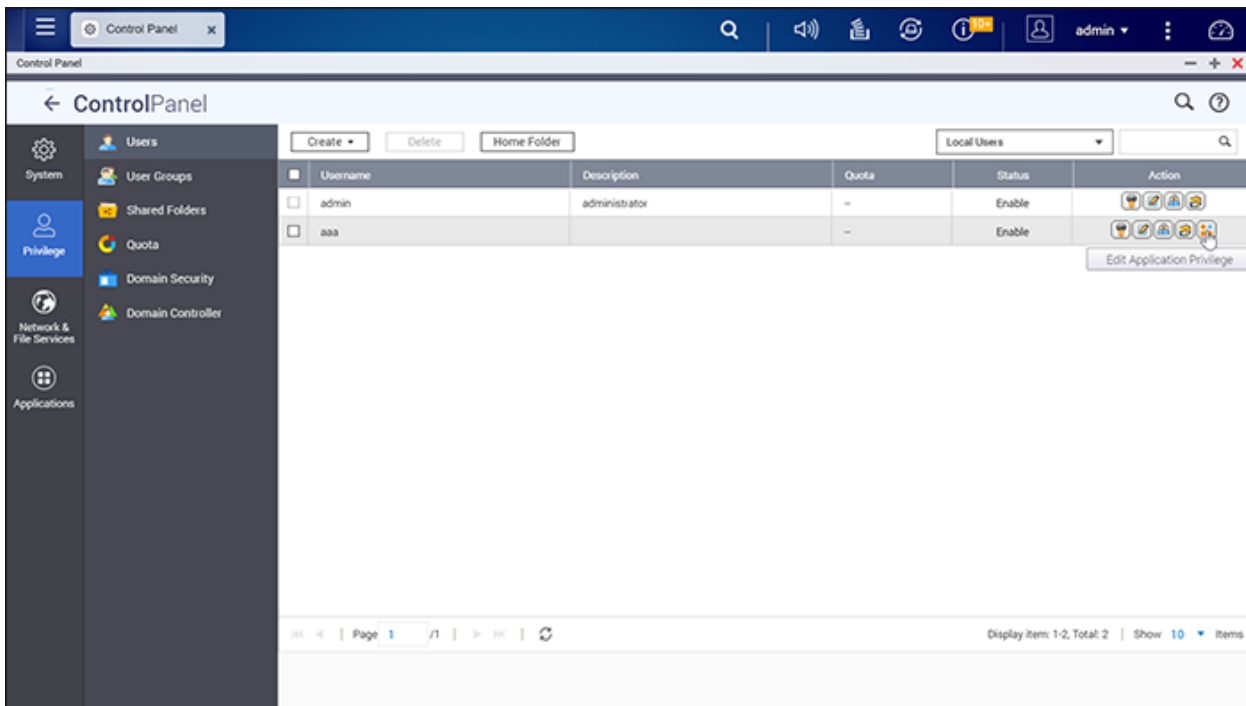 Control Panel
10+
admin
Control Panel
ControlPanel
System
Privilege
Network &
File Services
Applications
Users
User Groups
Shared Folders
Quota
Domain Security
Domain Controller
Create
Delete
Home Folder
Local Users
Username
Description
Quota
Status
Action
admin
administrator
--
Enable
aaa
--
Enable
Edit Application Privilege
Page 1 /1
Display item: 1-2, Total: 2 | Show 10 Items